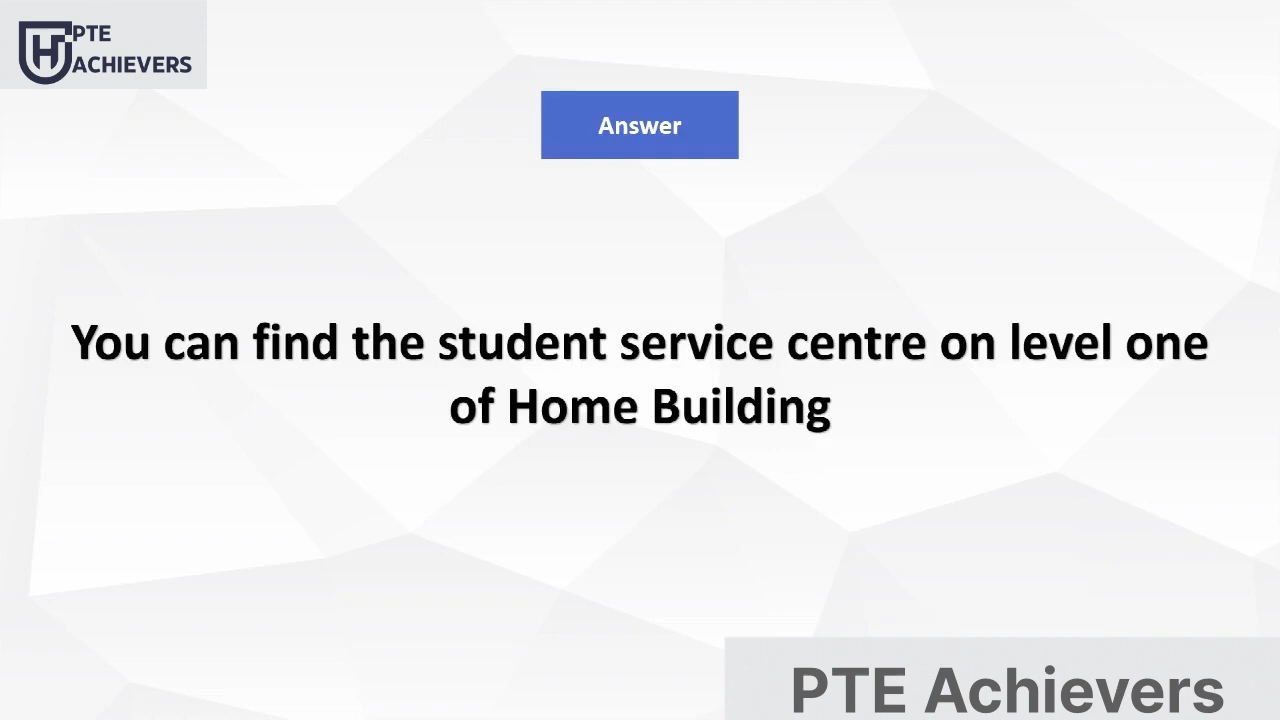 PTE
ACHIEVERS
Answer
You can find the student service centre on level one
of Home Building
PTE Achievers